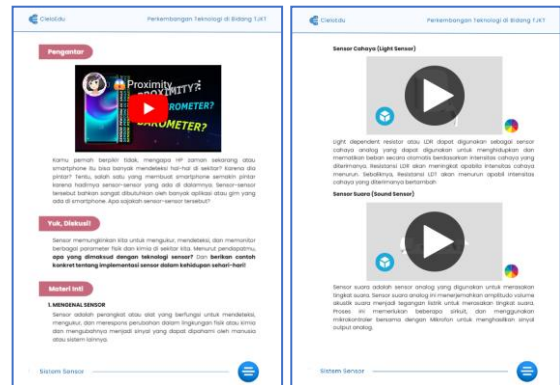 CieloEdu
Perkembangan Teknologi di Bidang TJKT
Pengantar
Proximity
PROXIMITY?
BAROMETER?
Kamu pernah berpikir tidak, mengapa HP zaman sekarang atau
smartphone itu bisa banyak mendeteksi hal-hal di sekitar kita? Karena dia
pintar? Tentu, salah satu yang membuat smartphone semakin pintar
karena hadirnya sensor-sensor yang ada di dalamnya. Sensor-sensor
tersebut bahkan sangat dibutuhkan oleh banyak aplikasi atau gim yang
ada di smartphone. Apa sajakah sensor-sensor tersebut?
Yuk, Diskusi!
Sensor memungkinkan kita untuk mengukur, mendeteksi, dan memonitor
berbagai parameter fisik dan kimia di sekitar kita. Menurut pendapatmu,
apa yang dimaksud dengan teknologi sensor? Dan berikan contoh
konkret tentang implementasi sensor dalam kehidupan sehari-hari!
Materi Inti
1. MENGENAL SENSOR
Sensor adalah perangkat atau alat yang berfungsi untuk mendeteksi,
mengukur, dan merespons perubahan dalam lingkungan fisik atau kimia
dan mengubahnya menjadi sinyal yang dapat dipahami oleh manusia
atau sistem lainnya.
Sistem Sensor
CieloEdu
Perkembangan Teknologi di Bidang TJKT
Sensor Cahaya (Light Sensor)
Light dependent resistor atau LDR dapat digunakan sebagai sensor
cahaya analog yang dapat digunakan untuk menghidupkan dan
mematikan beban secara otomatis berdasarkan intensitas cahaya yang
diterimanya. Resistansi LDR akan meningkat apabila intensitas cahaya
menurun. Sebaliknya, Resistansi LDT akan menurun apabil intensitas
cahaya yang diterimanya bertambah
Sensor Suara (Sound Sensor)
Sensor suara adalah sensor analog yang digunakan untuk merasakan
tingkat suara. Sensor suara analog ini menerjemahkan amplitudo volume
akustik suara menjadi tegangan listrik untuk merasakan tingkat suara.
Proses ini memerlukan beberapa sirkuit, dan menggunakan
mikrokontroler bersama dengan Mikrofon untuk menghasilkan sinyal
output analog.
Sistem Sensor